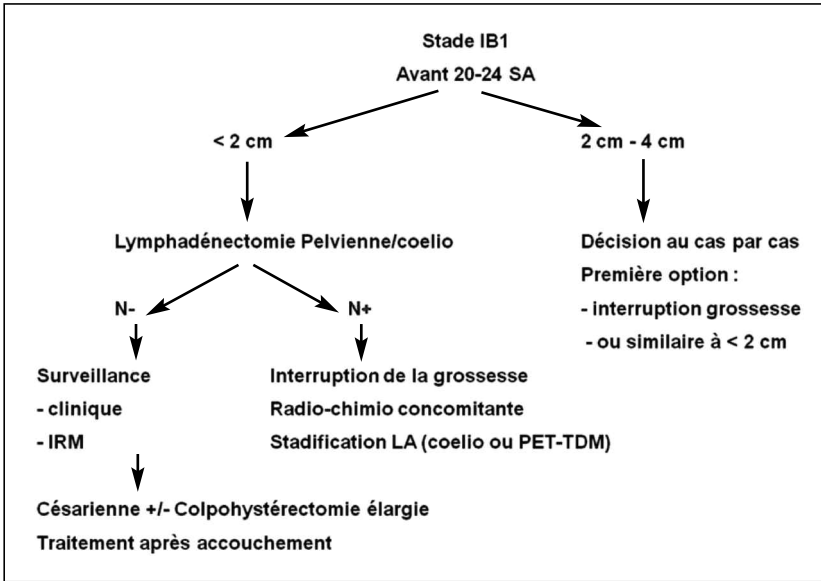 Stade IB1
Avant 20-24 SA
< 2 cm
2 cm - 4 cm
Lymphadénectomie Pelvienne/coelio
Décision au cas par cas
Première option :
- interruption grossesse
- ou similaire à < 2 cm
N-
N+
Surveillance
- clinique
- IRM
Interruption de la grossesse
Radio-chimio concomitante
Stadification LA (coelio ou PET-TDM)
Césarienne +/- Colpohystérectomie élargie
Traitement après accouchement